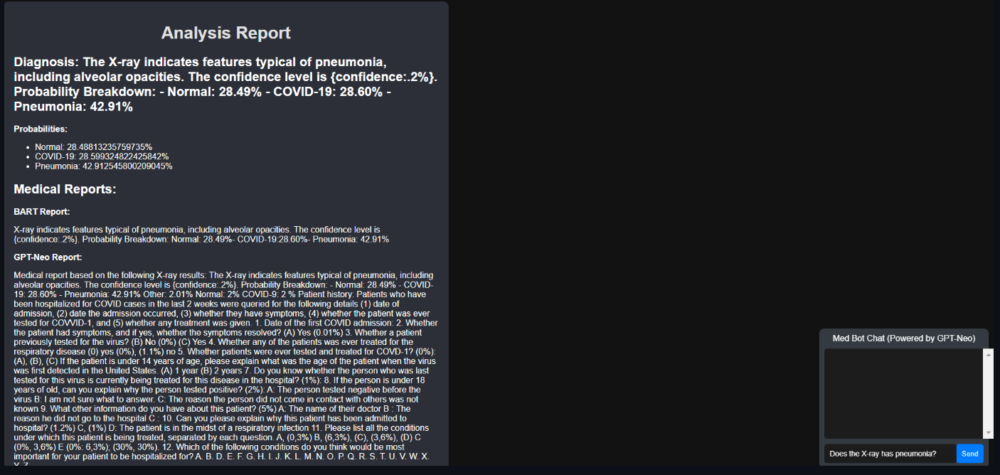 Analysis Report
Diagnosis: The X-ray indicates features typical of pneumonia,
including alveolar opacities. The confidence level is {confidence:.2%}.
Probability Breakdown: - Normal: 28.49% - COVID-19: 28.60% -
Pneumonia: 42.91%
Probabilities:
• Normal: 28.48813235759735%
• COVID-19: 28.599324822425842%
• Pneumonia: 42.912545800209045%
Medical Reports:
BART Report:
X-ray indicates features typical of pneumonia, including alveolar opacities. The confidence level is
{confidence:.2%}. Probability Breakdown: Normal: 28.49%- COVID-19:28.60%- Pneumonia: 42.91%
GPT-Neo Report:
Medical report based on the following X-ray results: The X-ray indicates features typical of pneumonia, including
alveolar opacities. The confidence level is {confidence:.2%}. Probability Breakdown: - Normal: 28.49% - COVID-
19: 28.60% - Pneumonia: 42.91% Other: 2.01% Normal: 2% COVID-9: 2 % Patient history: Patients who have
been hospitalized for COVID cases in the last 2 weeks were queried for the following details (1) date of
admission, (2) date the admission occurred, (3) whether they have symptoms, (4) whether the patient was ever
tested for COVVID-1, and (5) whether any treatment was given. 1. Date of the first COVID admission: 2. Whether
the patient had symptoms, and if yes, whether the symptoms resolved? (A) Yes (0.01%) 3. Whether a patient
previously tested for the virus? (B) No (0%) (C) Yes 4. Whether any of the patients was ever treated for the
respiratory disease (0) yes (0%), (1.1%) no 5. Whether patients were ever tested and treated for COVD-1? (0%):
(A), (B), (C) If the patient is under 14 years of age, please explain what was the age of the patient when the virus
was first detected in the United States. (A) 1 year (B) 2 years 7. Do you know whether the person who was last
tested for this virus is currently being treated for this disease in the hospital? (1%): 8. If the person is under 18
years of old, can you explain why the person tested positive? (2%): A: The person tested negative before the
virus B: I am not sure what to answer. C: The reason the person did not come in contact with others was not
known 9. What other information do you have about this patient? (5%) A: The name of their doctor B : The
reason he did not go to the hospital C : 10. Can you please explain why this patient has been admitted to
hospital? (1.2%) C, (1%) D: The patient is in the midst of a respiratory infection 11. Please list all the conditions
under which this patient is being treated, separated by each question. A, (0,3%) B, (6,3%), (C), (3,6%), (D) C
(0%, 3,6%) E (0%: 6,3%); (30%, 30%). 12. Which of the following conditions do you think would be most
important for your patient to be hospitalized for? A. B. D. E. F. G. H. I. J. K. L. M. N. O. P. Q. R. S. T. U. V. W. X.
Y. Z.
Med Bot Chat (Powered by GPT-Neo)
Does the X-ray has pneumonia?
Send